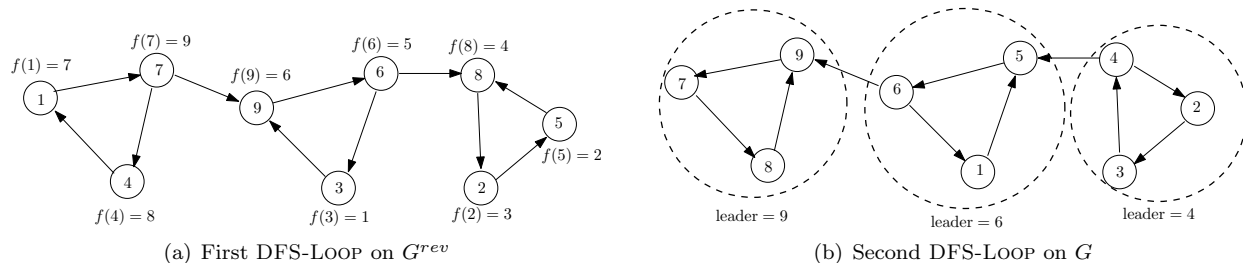 f(7) = 9
f(6) = 5
f(8) = 4
f(1) = 7
7
f(9) = 6
6
8
1
9
5
f(5) = 2
4
3
2
f(4) = 8
f(3) = 1
f(2) = 3
(a) First DFS-LOOP on G^{rev}
9
5
4
7
6
2
8
1
3
leader = 9
leader = 6
leader = 4
(b) Second DFS-LOOP on G